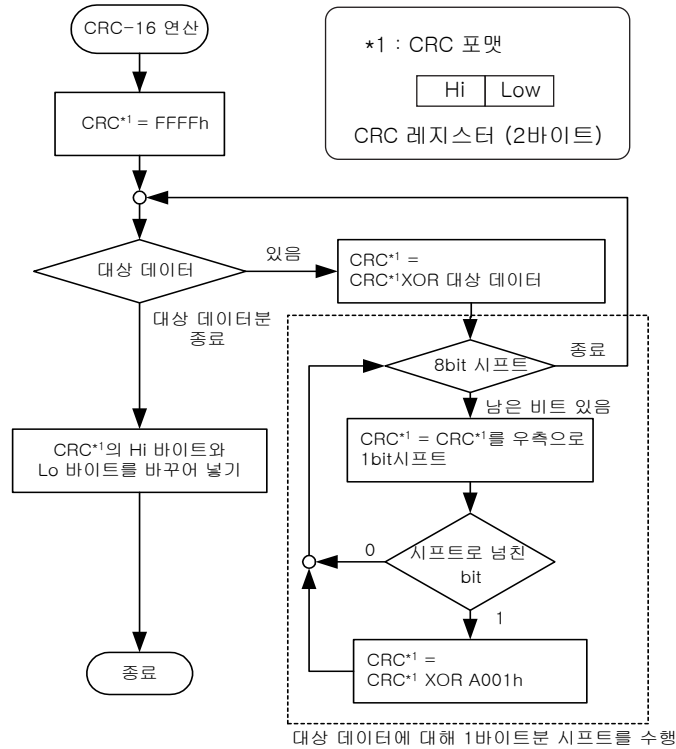 CRC-16 연산
*1 : CRC 포맷
Hi Low
CRC 레지스터 (2바이트)
CRC*1 = FFFFh
대상 데이터
있음
CRC*1 =
CRC*1XOR 대상 데이터
대상 데이터분
종료
8bit 시프트
종료
남은 비트 있음
CRC*1 = CRC*1를 우측으로
1bit시프트
CRC*1의 Hi 바이트와
Lo 바이트를 바꾸어 넣기
시프트로 넘친
bit
0
1
CRC*1 =
CRC*1 XOR A001h
종료
대상 데이터에 대해 1바이트분 시프트를 수행